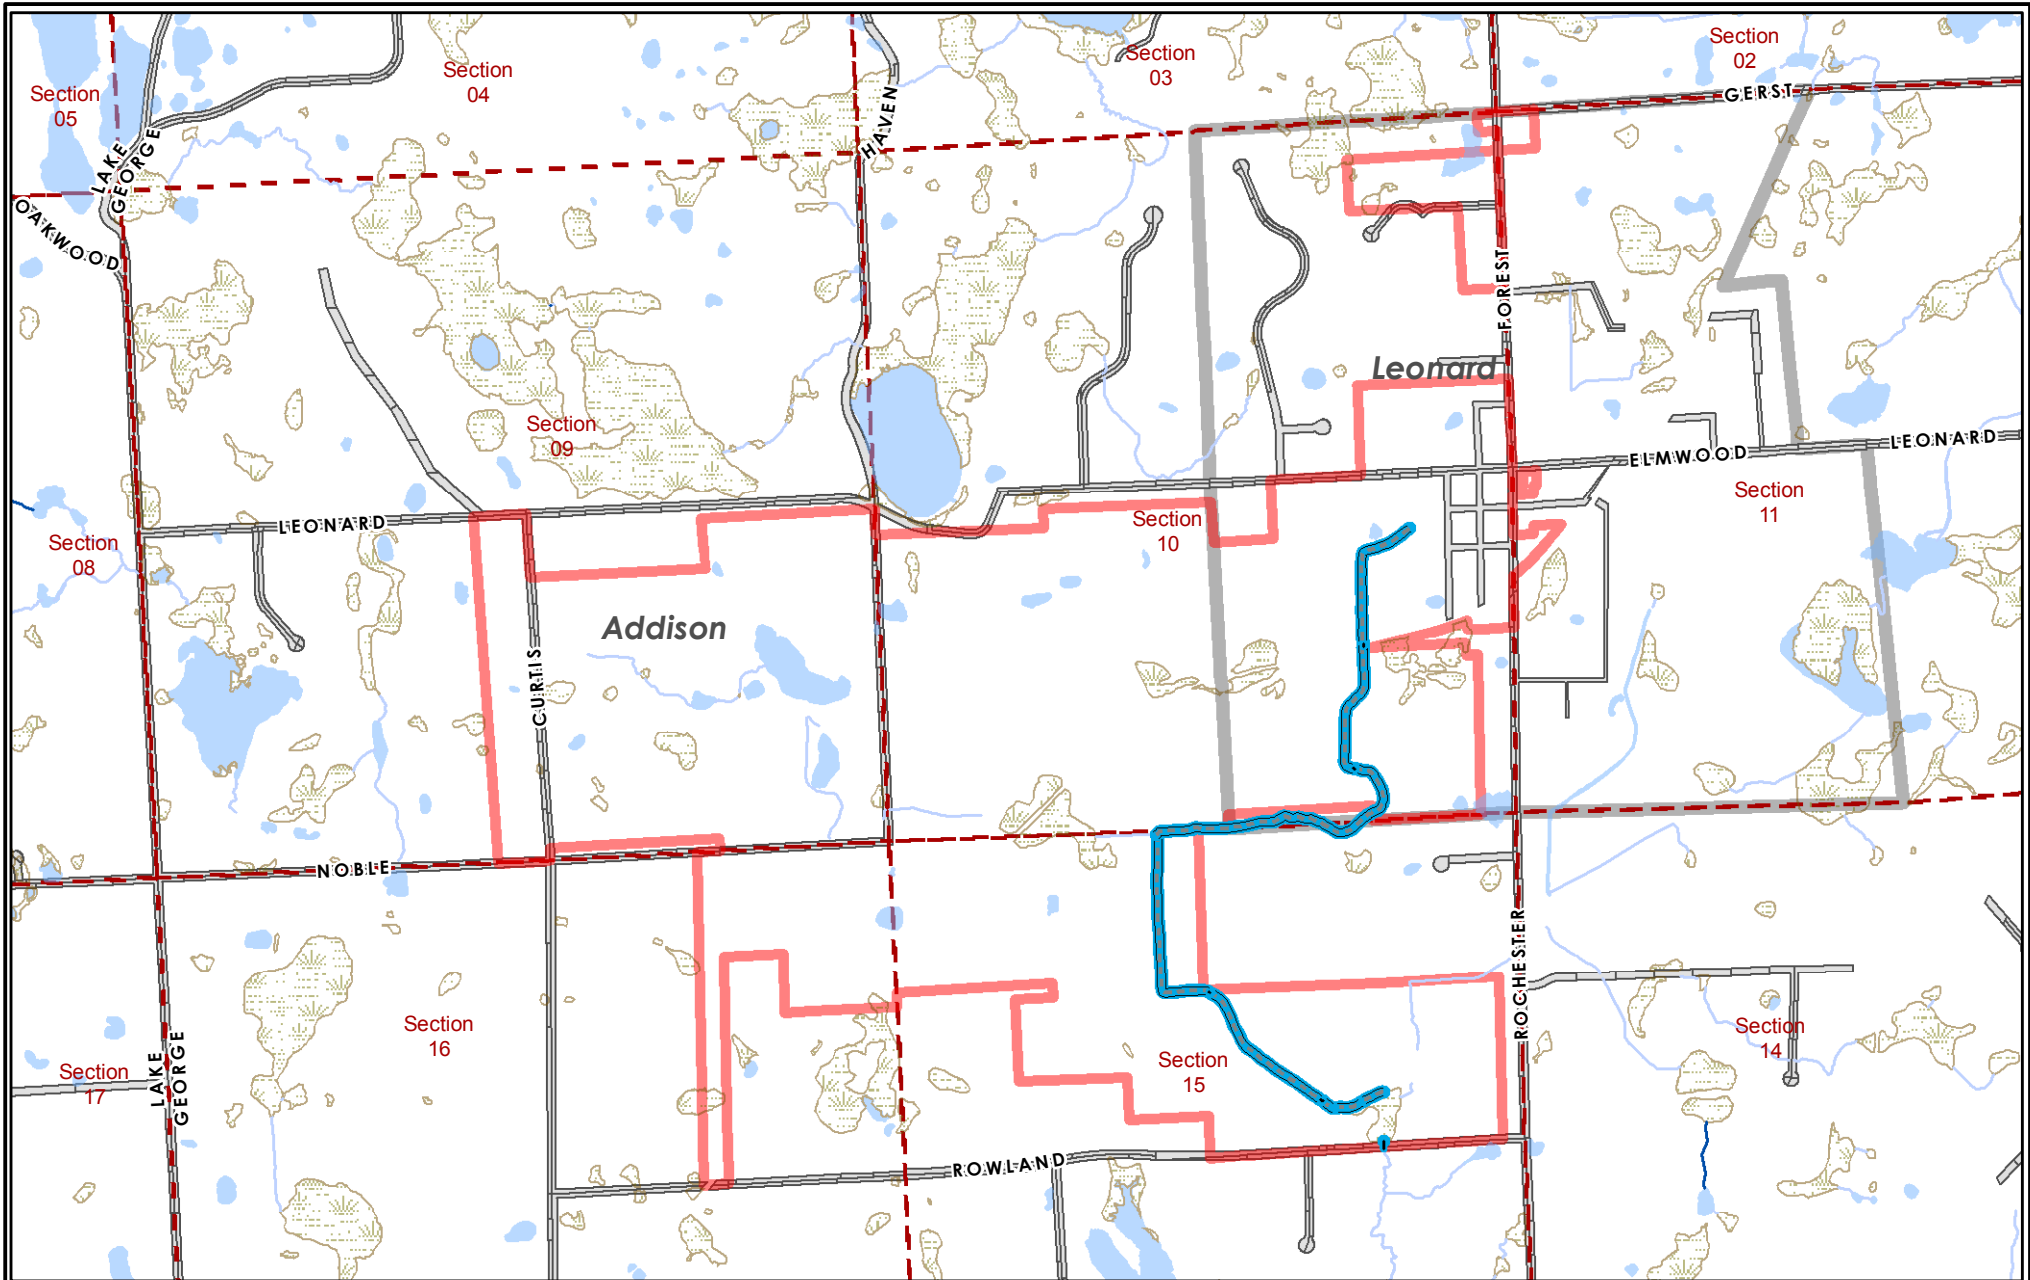 Section
02
Section
03
Section
04
Section
05
GERST
HAVEN
LAKE
GEORGE
OAKWOOD
FOREST
Leonard
Section
09
LEONARD
ELMWOOD
Section
11
LEONARD
Section
10
Section
08
Addison
CURTIS
NOBLE
ROCHESTER
Section
16
Section
14
LAKE
GEORGE
Section
17
Section
15
ROWLAND